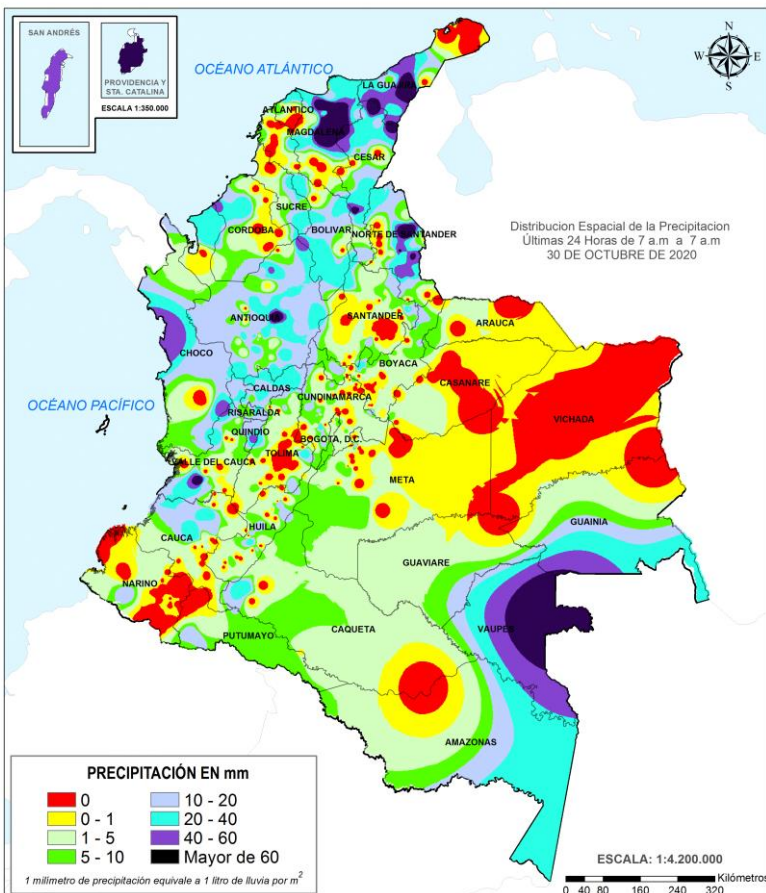 SAN ANDRÉS
PROVIDENCIA Y
STA. CATALINA
ESCALA 1:350.000
OCÉANO ATLÁNTICO
N
W E
S
LA GUAJIRA
ATLANTICO
MAGDALENA
CESAR
SUCRE
CORDOBA
BOLIVAR
NORTE DE SANTANDER
Distribucion Espacial de la Precipitacion
Últimas 24 Horas de 7 a.m a 7 a.m
30 DE OCTUBRE DE 2020
ANTIOQUIA
SANTANDER
ARAUCA
CHOCO
BOYACA
CASANARE
CALDAS
CUNDINAMARCA
OCÉANO PACÍFICO
RISARALDA
VICHADA
QUINDIO
BOGOTA, D.C.
TOLIMA
VALLE DEL CAUCA
META
HUILA
GUAINIA
CAUCA
GUAVIARE
NARINO
VAUPES
PUTUMAYO
CAQUETA
AMAZONAS
PRECIPITACIÓN EN mm
0
0 - 1
1 - 5
5 - 10
10 - 20
20 - 40
40 - 60
Mayor de 60
1 milimetro de precipitación equivale a 1 litro de lluvia por m2
ESCALA: 1:4.200.000
Kilómetros
0 40 80 160 240 320